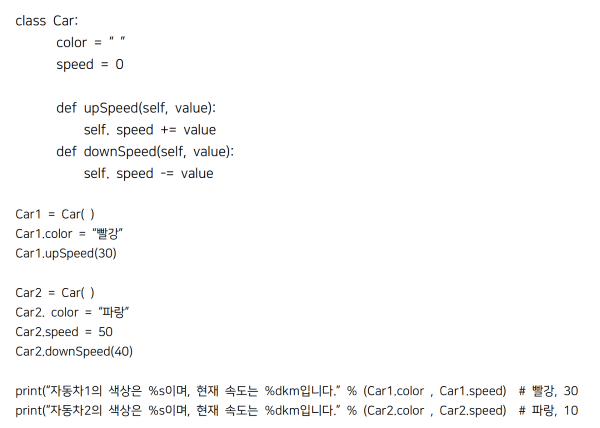 class Car:
color = " "
speed = 0
def upSpeed(self, value):
self. speed += value
def downSpeed(self, value):
self. speed -= value
Car1 = Car( )
Car1.color = "빨강"
Car1.upSpeed(30)
Car2 = Car( )
Car2. color = "파랑"
Car2.speed = 50
Car2.downSpeed(40)
print("자동차1의 색상은 %s이며, 현재 속도는 %dkm입니다." % (Car1.color , Car1.speed) # 빨강, 30
print("자동차2의 색상은 %s이며, 현재 속도는 %dkm입니다." % (Car2.color , Car2.speed) # 파랑, 10